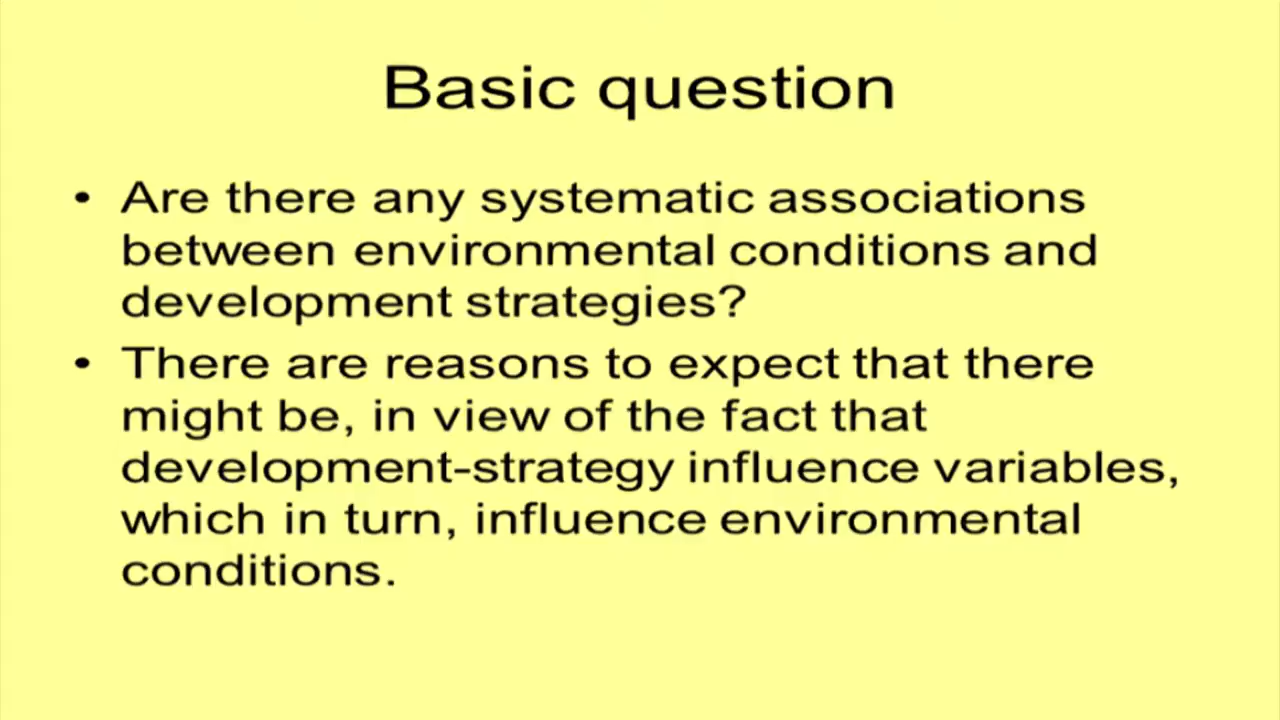 Basic question
• Are there any systematic associations
between environmental conditions and
development strategies?
• There are reasons to expect that there
might be, in view of the fact that
development-strategy influence variables,
which in turn, influence environmental
conditions.